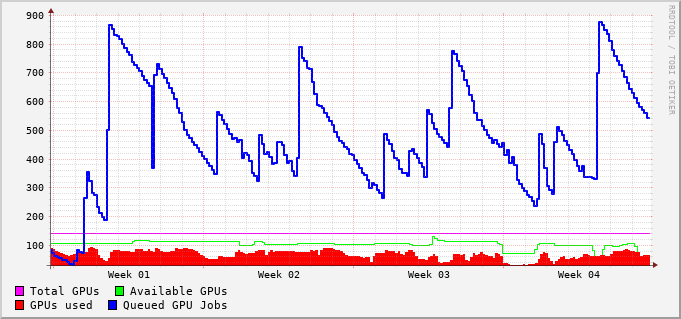 RRDTOOL / TOBI OETIKER
900
800
700
600
500
400
300
200
100
Week 01 Week 02 Week 03 Week 04
Total GPUs Available GPUs
GPUs used Queued GPU Jobs